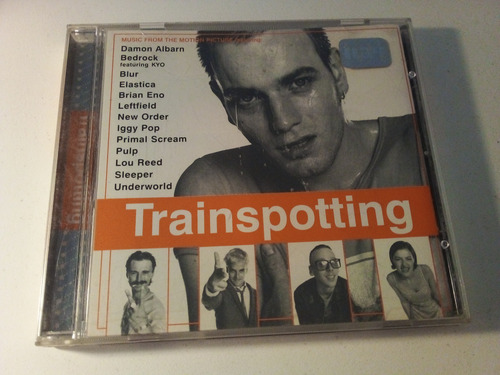 MUSIC FROM THE MOTION PICTURE
Damon Albarn
Bedrock
featuring KYO
Blur
Elastica
Brian Eno
Leftfield
New Order
Iggy Pop
Primal Scream
Pulp
Lou Reed
Sleeper
Underworld
Trainspotting